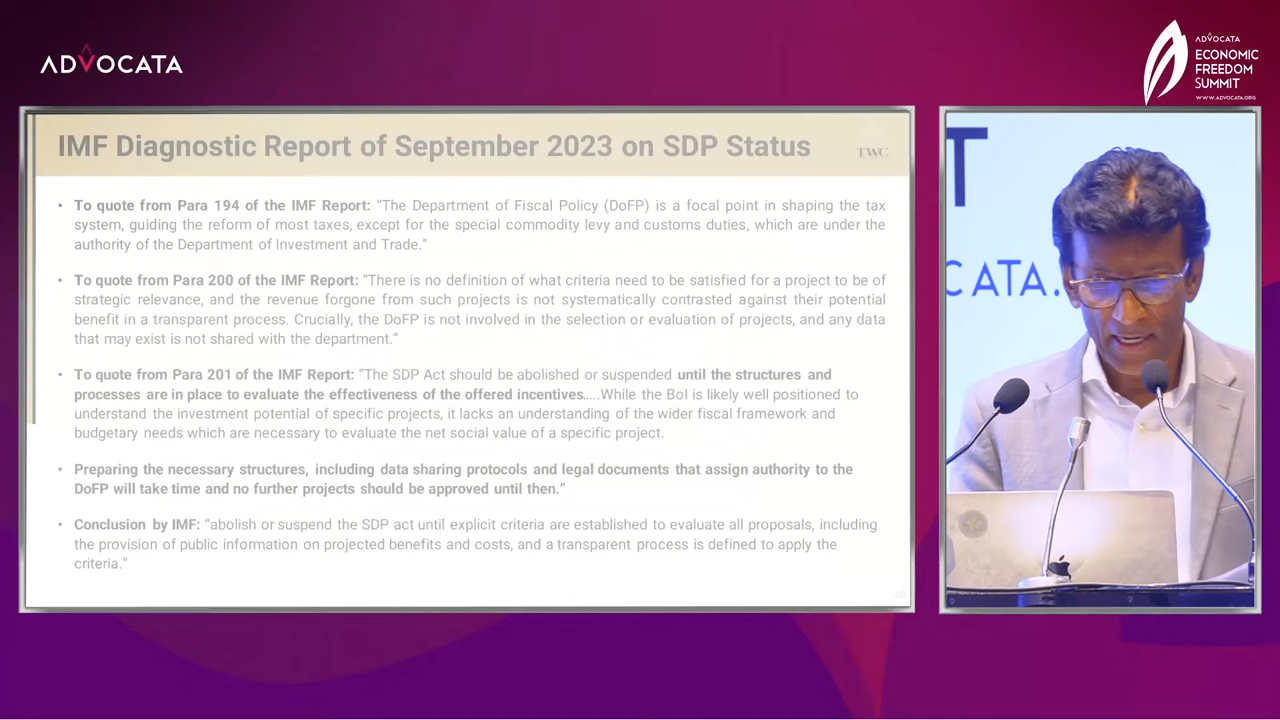 ADVOCATA
ADVOCATA
ECONOMIC
FREEDOM
SUMMIT
WWW.ADVOCATA.ORG
IMF Diagnostic Report of September 2023 on SDP Status
TWC
• To quote from Para 194 of the IMF Report: “The Department of Fiscal Policy (DoFP) is a focal point in shaping the tax
system, guiding the reform of most taxes, except for the special commodity levy and customs duties, which are under the
authority of the Department of Investment and Trade.”
• To quote from Para 200 of the IMF Report: “There is no definition of what criteria need to be satisfied for a project to be of
strategic relevance, and the revenue forgone from such projects is not systematically contrasted against their potential
benefit in a transparent process. Crucially, the DoFP is not involved in the selection or evaluation of projects, and any data
that may exist is not shared with the department.”
• To quote from Para 201 of the IMF Report: “The SDP Act should be abolished or suspended until the structures and
processes are in place to evaluate the effectiveness of the offered incentives.....While the BoI is likely well positioned to
understand the investment potential of specific projects, it lacks an understanding of the wider fiscal framework and
budgetary needs which are necessary to evaluate the net social value of a specific project.
• Preparing the necessary structures, including data sharing protocols and legal documents that assign authority to the
DoFP will take time and no further projects should be approved until then.”
• Conclusion by IMF: “abolish or suspend the SDP act until explicit criteria are established to evaluate all proposals, including
the provision of public information on projected benefits and costs, and a transparent process is defined to apply the
criteria.”
30
T
CATA.